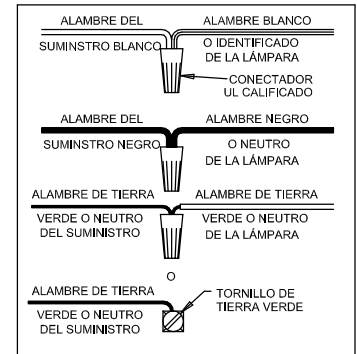 ALAMBRE DEL
SUMINSTRO BLANCO
ALAMBRE BLANCO
O IDENTIFICADO
DE LA LÁMPARA
CONECTADOR
UL CALIFICADO
ALAMBRE DEL
SUMINSTRO NEGRO
ALAMBRE NEGRO
O NEUTRO
DE LA LÁMPARA
ALAMBRE DE TIERRA
VERDE O NEUTRO
DEL SUMINISTRO
ALAMBRE DE TIERRA
VERDE O NEUTRO
DE LA LÁMPARA
O
ALAMBRE DE TIERRA
VERDE O NEUTRO
DEL SUMINISTRO
TORNILLO DE
TIERRA VERDE